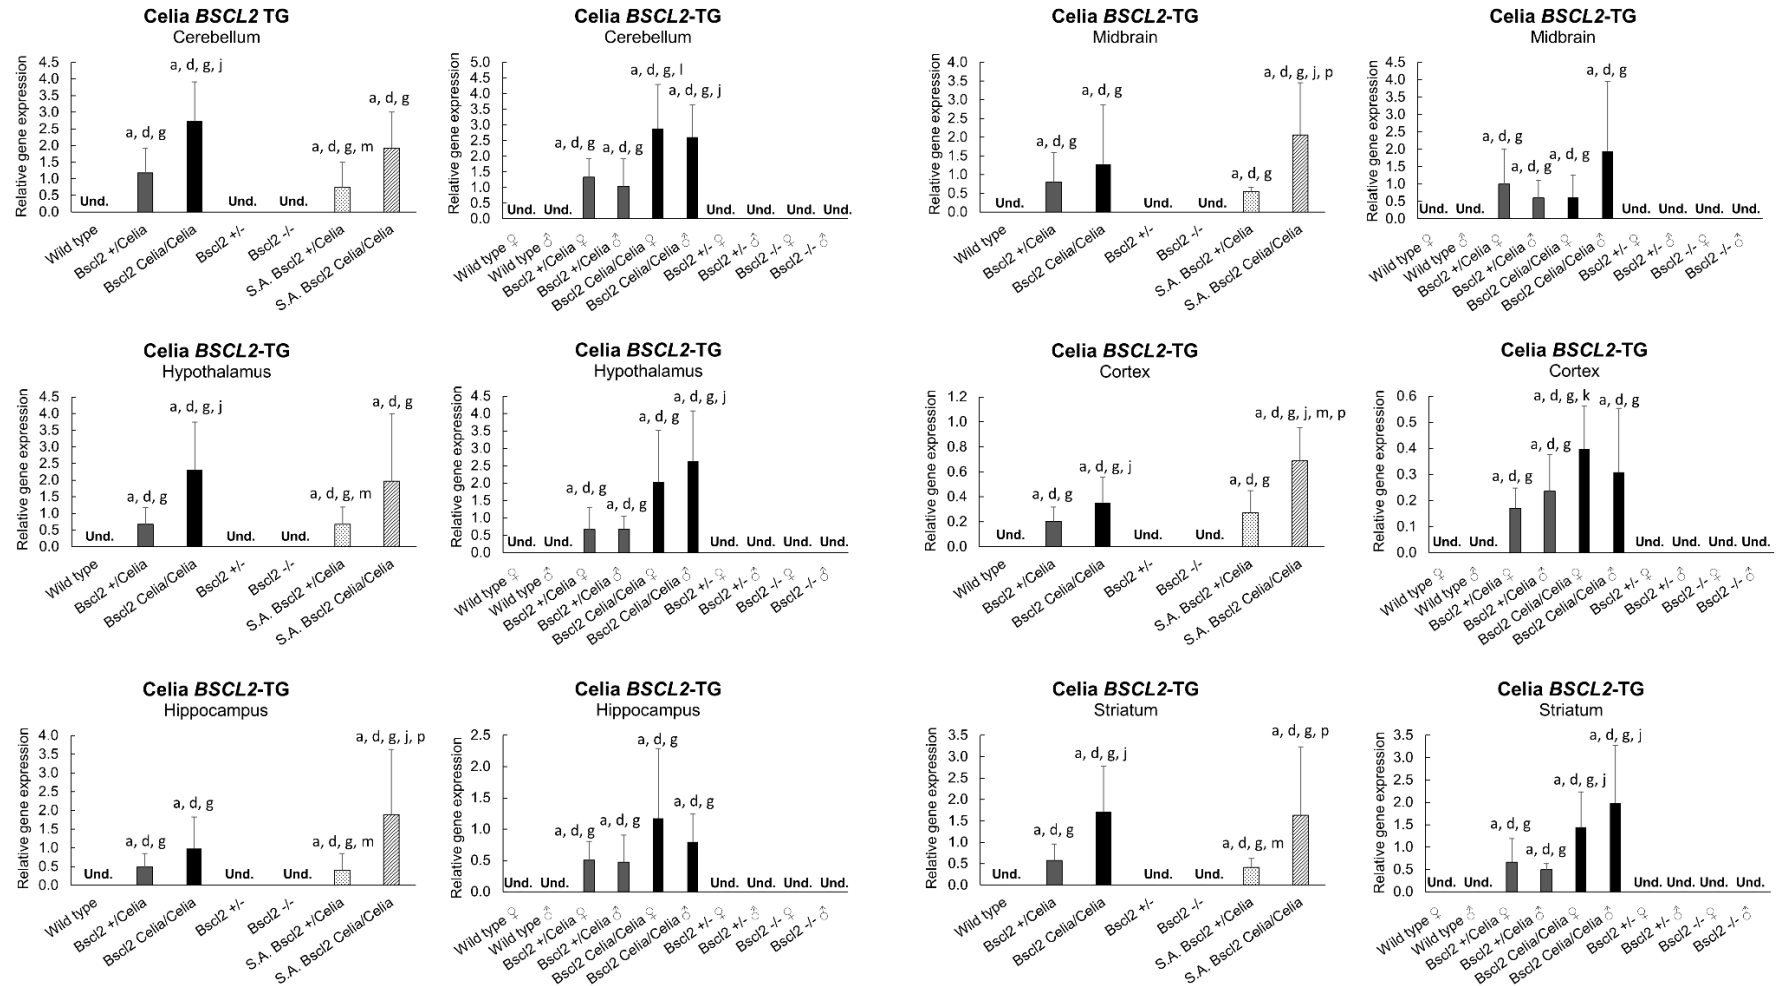 Celia BSCL2 TG
Cerebellum
Relative gene expression
4.5
4.0
3.5
3.0
2.5
2.0
1.5
1.0
0.5
0.0
Und.
a, d, g
a, d, g, j
Und.
Und.
a, d, g, m
a, d, g
Wild type
Bscl2 +/Celia
Bscl2 Celia/Celia
Bscl2 +/-
Bscl2 -/-
S.A. Bscl2 +/Celia
S.A. Bscl2 Celia/Celia
Celia BSCL2-TG
Cerebellum
Relative gene expression
5.0
4.5
4.0
3.5
3.0
2.5
2.0
1.5
1.0
0.5
0.0
Und.
Und.
a, d, g
a, d, g
a, d, g, l
a, d, g, j
Und.
Und.
Und.
Und.
Wild type ♀
Wild type ♂
Bscl2 +/Celia ♀
Bscl2 +/Celia ♂
Bscl2 Celia/Celia ♀
Bscl2 Celia/Celia ♂
Bscl2 +/- ♀
Bscl2 +/- ♂
Bscl2 -/- ♀
Bscl2 -/- ♂
Celia BSCL2-TG
Midbrain
Relative gene expression
4.0
3.5
3.0
2.5
2.0
1.5
1.0
0.5
0.0
Und.
a, d, g
a, d, g
Und.
Und.
a, d, g
a, d, g, j, p
Wild type
Bscl2 +/Celia
Bscl2 Celia/Celia
Bscl2 +/-
Bscl2 -/-
S.A. Bscl2 +/Celia
S.A. Bscl2 Celia/Celia
Celia BSCL2-TG
Midbrain
Relative gene expression
4.5
4.0
3.5
3.0
2.5
2.0
1.5
1.0
0.5
0.0
Und.
Und.
a, d, g
a, d, g
a, d, g
a, d, g
Und.
Und.
Und.
Und.
Wild type ♀
Wild type ♂
Bscl2 +/Celia ♀
Bscl2 +/Celia ♂
Bscl2 Celia/Celia ♀
Bscl2 Celia/Celia ♂
Bscl2 +/- ♀
Bscl2 +/- ♂
Bscl2 -/- ♀
Bscl2 -/- ♂
Celia BSCL2-TG
Hypothalamus
Relative gene expression
4.5
4.0
3.5
3.0
2.5
2.0
1.5
1.0
0.5
0.0
Und.
a, d, g
a, d, g, j
Und.
Und.
a, d, g, m
a, d, g
Wild type
Bscl2 +/Celia
Bscl2 Celia/Celia
Bscl2 +/-
Bscl2 -/-
S.A. Bscl2 +/Celia
S.A. Bscl2 Celia/Celia
Celia BSCL2-TG
Hypothalamus
Relative gene expression
4.5
4.0
3.5
3.0
2.5
2.0
1.5
1.0
0.5
0.0
Und.
Und.
a, d, g
a, d, g
a, d, g
a, d, g, j
Und.
Und.
Und.
Und.
Wild type ♀
Wild type ♂
Bscl2 +/Celia ♀
Bscl2 +/Celia ♂
Bscl2 Celia/Celia ♀
Bscl2 Celia/Celia ♂
Bscl2 +/- ♀
Bscl2 +/- ♂
Bscl2 -/- ♀
Bscl2 -/- ♂
Celia BSCL2-TG
Cortex
Relative gene expression
1.2
1.0
0.8
0.6
0.4
0.2
0.0
Und.
a, d, g
a, d, g, j
Und.
Und.
a, d, g
a, d, g, j, m, p
Wild type
Bscl2 +/Celia
Bscl2 Celia/Celia
Bscl2 +/-
Bscl2 -/-
S.A. Bscl2 +/Celia
S.A. Bscl2 Celia/Celia
Celia BSCL2-TG
Cortex
Relative gene expression
0.6
0.5
0.4
0.3
0.2
0.1
0.0
Und.
Und.
a, d, g
a, d, g
a, d, g, k
a, d, g
Und.
Und.
Und.
Und.
Wild type ♀
Wild type ♂
Bscl2 +/Celia ♀
Bscl2 +/Celia ♂
Bscl2 Celia/Celia ♀
Bscl2 Celia/Celia ♂
Bscl2 +/- ♀
Bscl2 +/- ♂
Bscl2 -/- ♀
Bscl2 -/- ♂
Celia BSCL2-TG
Hippocampus
Relative gene expression
4.0
3.5
3.0
2.5
2.0
1.5
1.0
0.5
0.0
Und.
a, d, g
a, d, g
Und.
Und.
a, d, g, m
a, d, g, j, p
Wild type
Bscl2 +/Celia
Bscl2 Celia/Celia
Bscl2 +/-
Bscl2 -/-
S.A. Bscl2 +/Celia
S.A. Bscl2 Celia/Celia
Celia BSCL2-TG
Hippocampus
Relative gene expression
2.5
2.0
1.5
1.0
0.5
0.0
Und.
Und.
a, d, g
a, d, g
a, d, g
a, d, g
Und.
Und.
Und.
Und.
Wild type ♀
Wild type ♂
Bscl2 +/Celia ♀
Bscl2 +/Celia ♂
Bscl2 Celia/Celia ♀
Bscl2 Celia/Celia ♂
Bscl2 +/- ♀
Bscl2 +/- ♂
Bscl2 -/- ♀
Bscl2 -/- ♂
Celia BSCL2-TG
Striatum
Relative gene expression
3.5
3.0
2.5
2.0
1.5
1.0
0.5
0.0
Und.
a, d, g
a, d, g, j
Und.
Und.
a, d, g, m
a, d, g, p
Wild type
Bscl2 +/Celia
Bscl2 Celia/Celia
Bscl2 +/-
Bscl2 -/-
S.A. Bscl2 +/Celia
S.A. Bscl2 Celia/Celia
Celia BSCL2-TG
Striatum
Relative gene expression
3.5
3.0
2.5
2.0
1.5
1.0
0.5
0.0
Und.
Und.
a, d, g
a, d, g
a, d, g, j
a, d, g, j
Und.
Und.
Und.
Und.
Wild type ♀
Wild type ♂
Bscl2 +/Celia ♀
Bscl2 +/Celia ♂
Bscl2 Celia/Celia ♀
Bscl2 Celia/Celia ♂
Bscl2 +/- ♀
Bscl2 +/- ♂
Bscl2 -/- ♀
Bscl2 -/- ♂